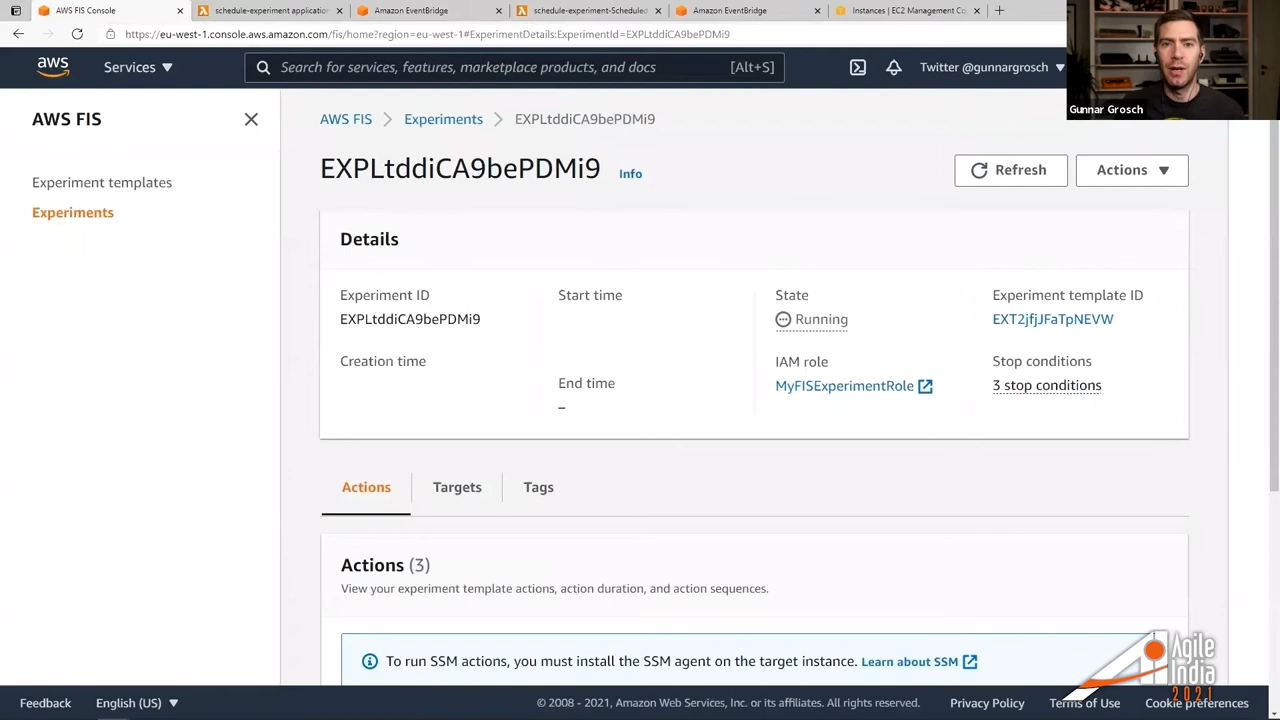 AWS FIS Console
schedule-experiment application
Amazon EventBridge
schedule-experiment-Scheduled
Amazon EventBridge
Instances | EC2 Management Co
https://eu-west-1.console.aws.amazon.com/fis/home?region=eu-west-1#ExperimentDetails:ExperimentId=EXPLtddiCA9bePDMi9
aws
Services
Search for services, features, marketplace products, and docs
[Alt+S]
Twitter @gunnargrosch
Gunnar Grosch
AWS FIS
Experiment templates
Experiments
AWS FIS
Experiments
EXPLtddiCA9bePDMi9
EXPLtddiCA9bePDMi9 Info
Refresh
Actions
Details
Experiment ID
EXPLtddiCA9bePDMi9
Start time
State
Running
Experiment template ID
EXT2jfjJFaTpNEVW
Creation time
End time
–
IAM role
MyFISExperimentRole
Stop conditions
3 stop conditions
Actions
Targets
Tags
Actions (3)
View your experiment template actions, action duration, and action sequences.
To run SSM actions, you must install the SSM agent on the target instance. Learn about SSM
Agile
India
2021
Feedback
English (US)
© 2008 - 2021, Amazon Web Services, Inc. or its affiliates. All rights reserved.
Privacy Policy
Terms of Use
Cookie preferences